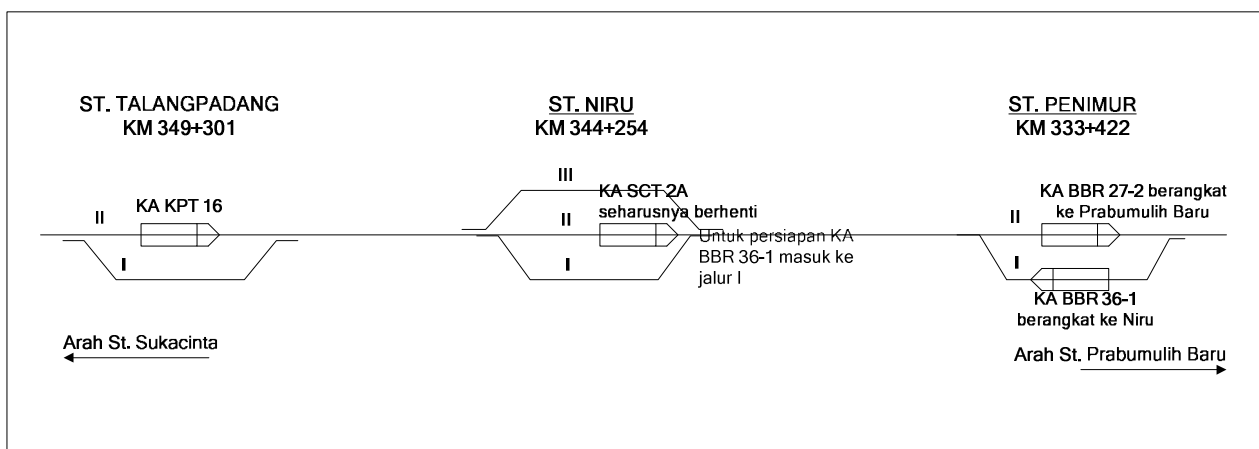 ST. TALANGPADANG
KM 349+301
II
KA KPT 16
I
Arah St. Sukacinta
ST. NIRU
KM 344+254
III
KA SCT 2A
seharusnya berhenti
II
Untuk persiapan KA
BBR 36-1 masuk ke
jalur I
I
ST. PENIMUR
KM 333+422
KA BBR 27-2 berangkat
ke Prabumulih Baru
II
I
KA BBR 36-1
berangkat ke Niru
Arah St. Prabumulih Baru